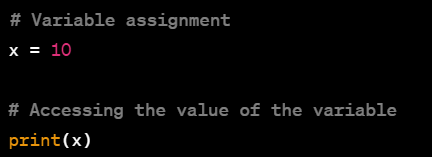 # Variable assignment
x = 10
# Accessing the value of the variable
print(x)